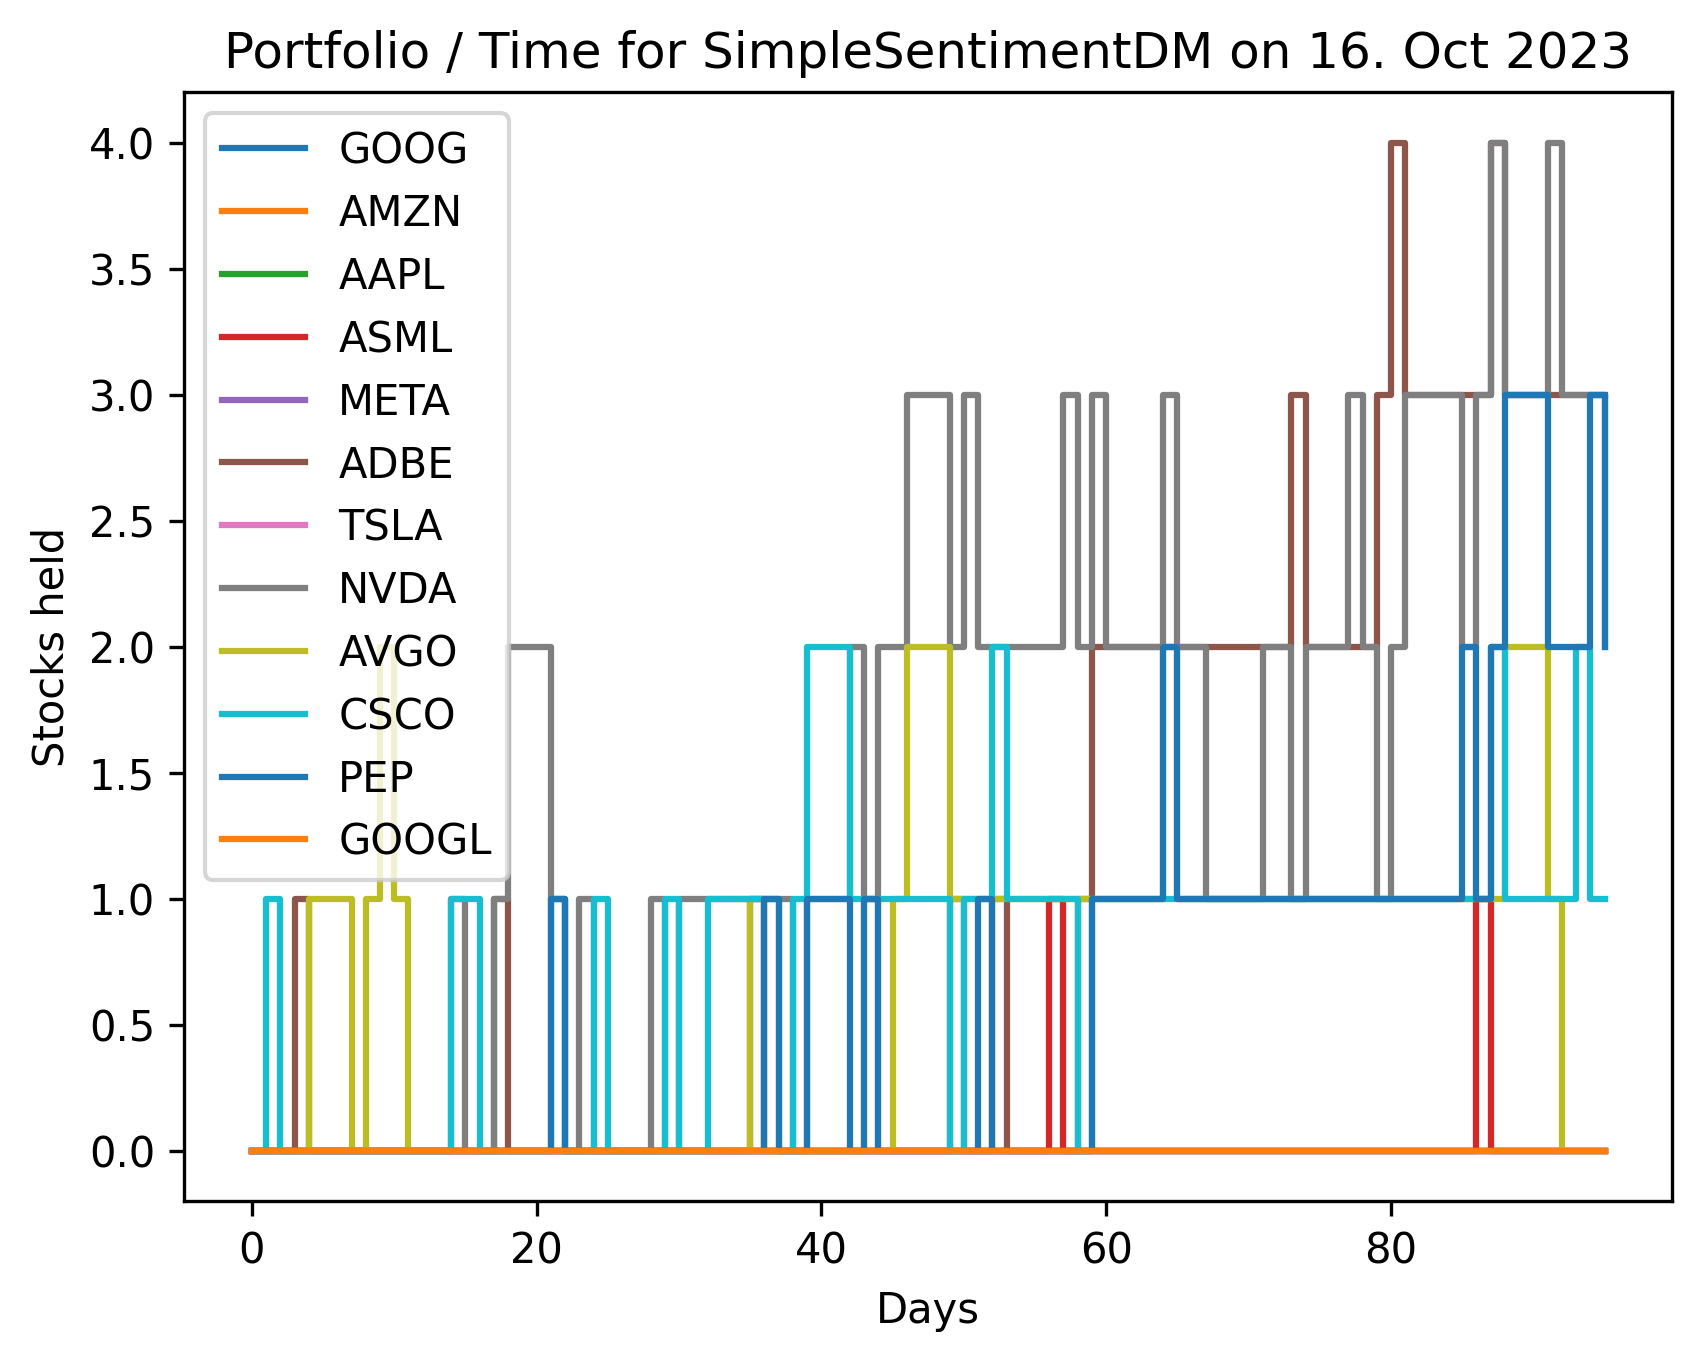 Portfolio / Time for SimpleSentimentDM on 16. Oct 2023
4.0
3.5
3.0
2.5
2.0
1.5
1.0
0.5
0.0
Stocks held
GOOG
AMZN
AAPL
ASML
META
ADBE
TSLA
NVDA
AVGO
CSCO
PEP
GOOGL
0 20 40 60 80
Days